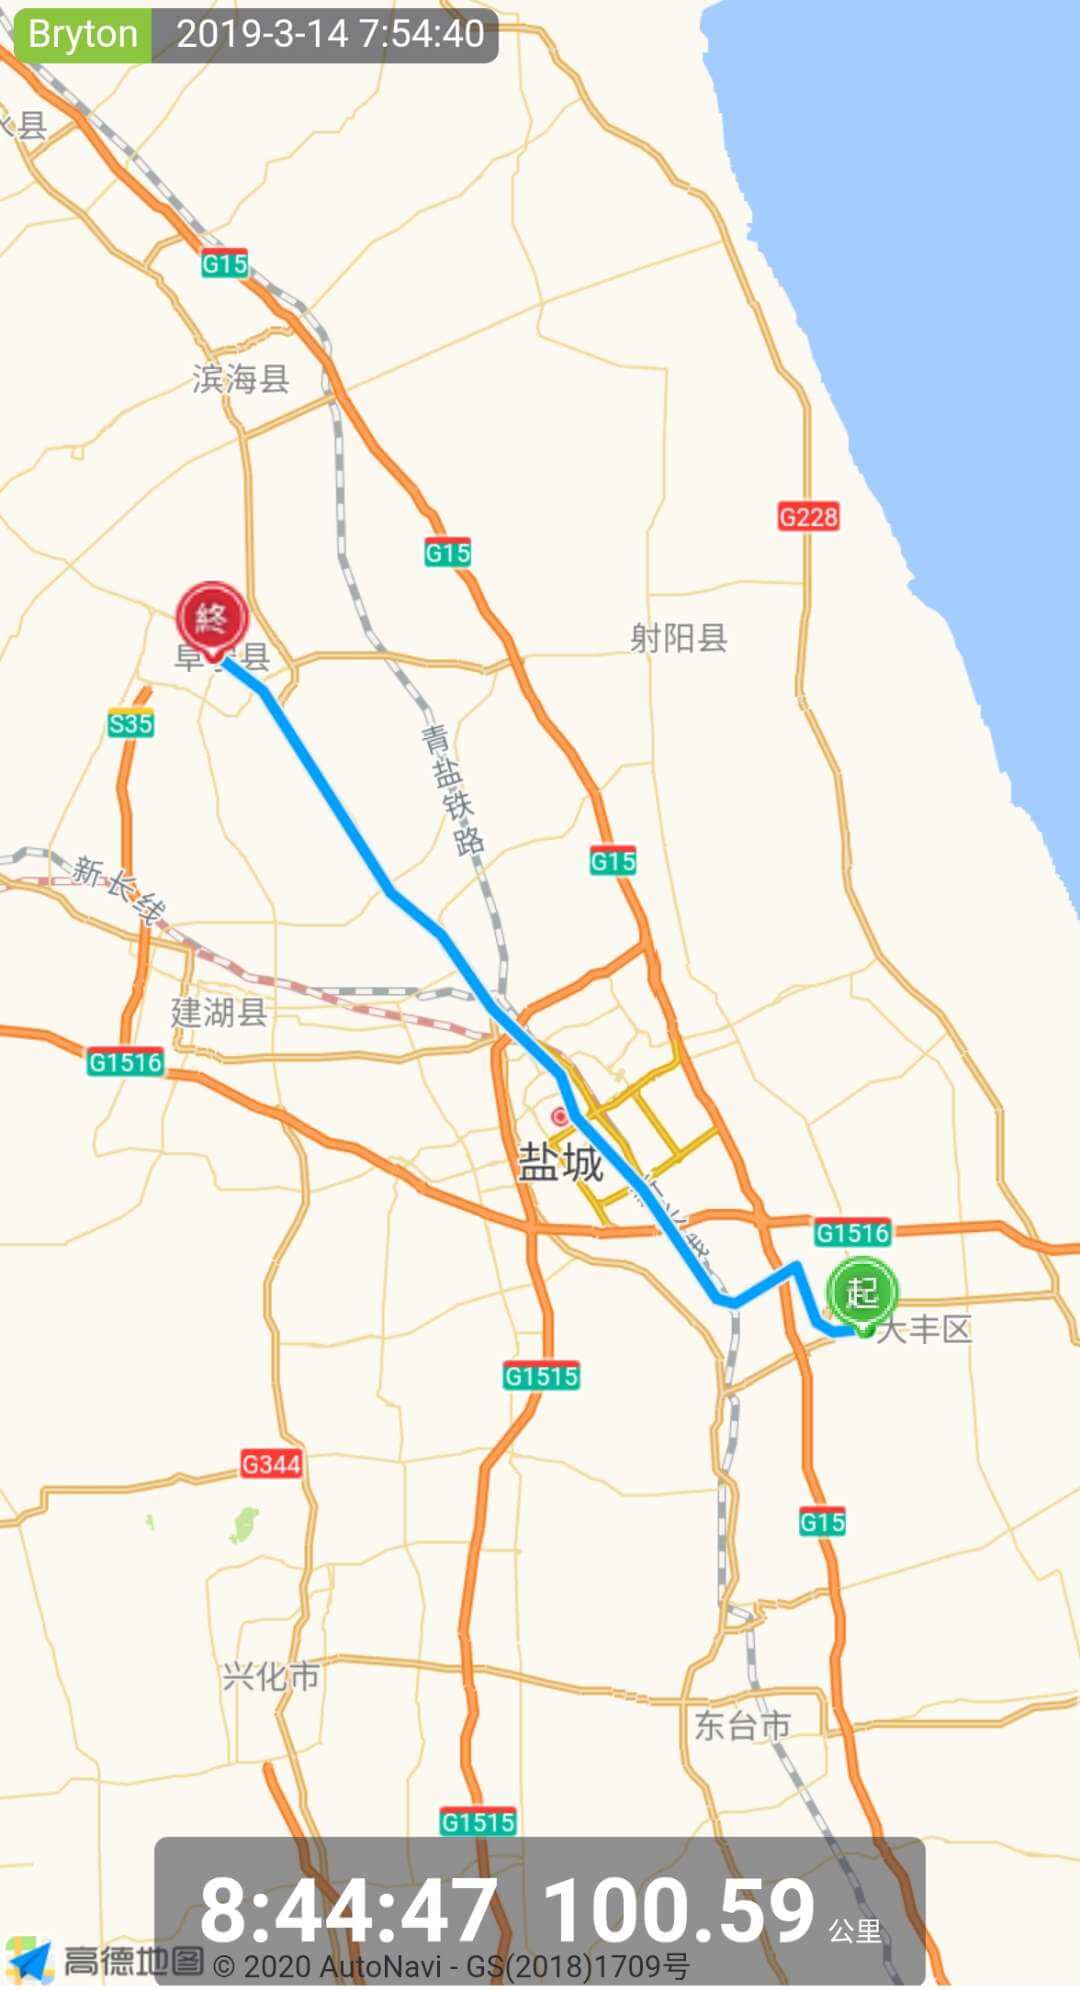 Bryton 2019-3-14 7:54:40
县
G15
滨海县
G228
G15
射阳县
終
县
S35
青盐铁路
G15
新长线
建湖县
G1516
盐城
G1516
起
大丰区
G1515
G344
G15
兴化市
东台市
G1515
8:44:47 100.59 公里
高德地图 © 2020 AutoNavi - GS(2018)1709号